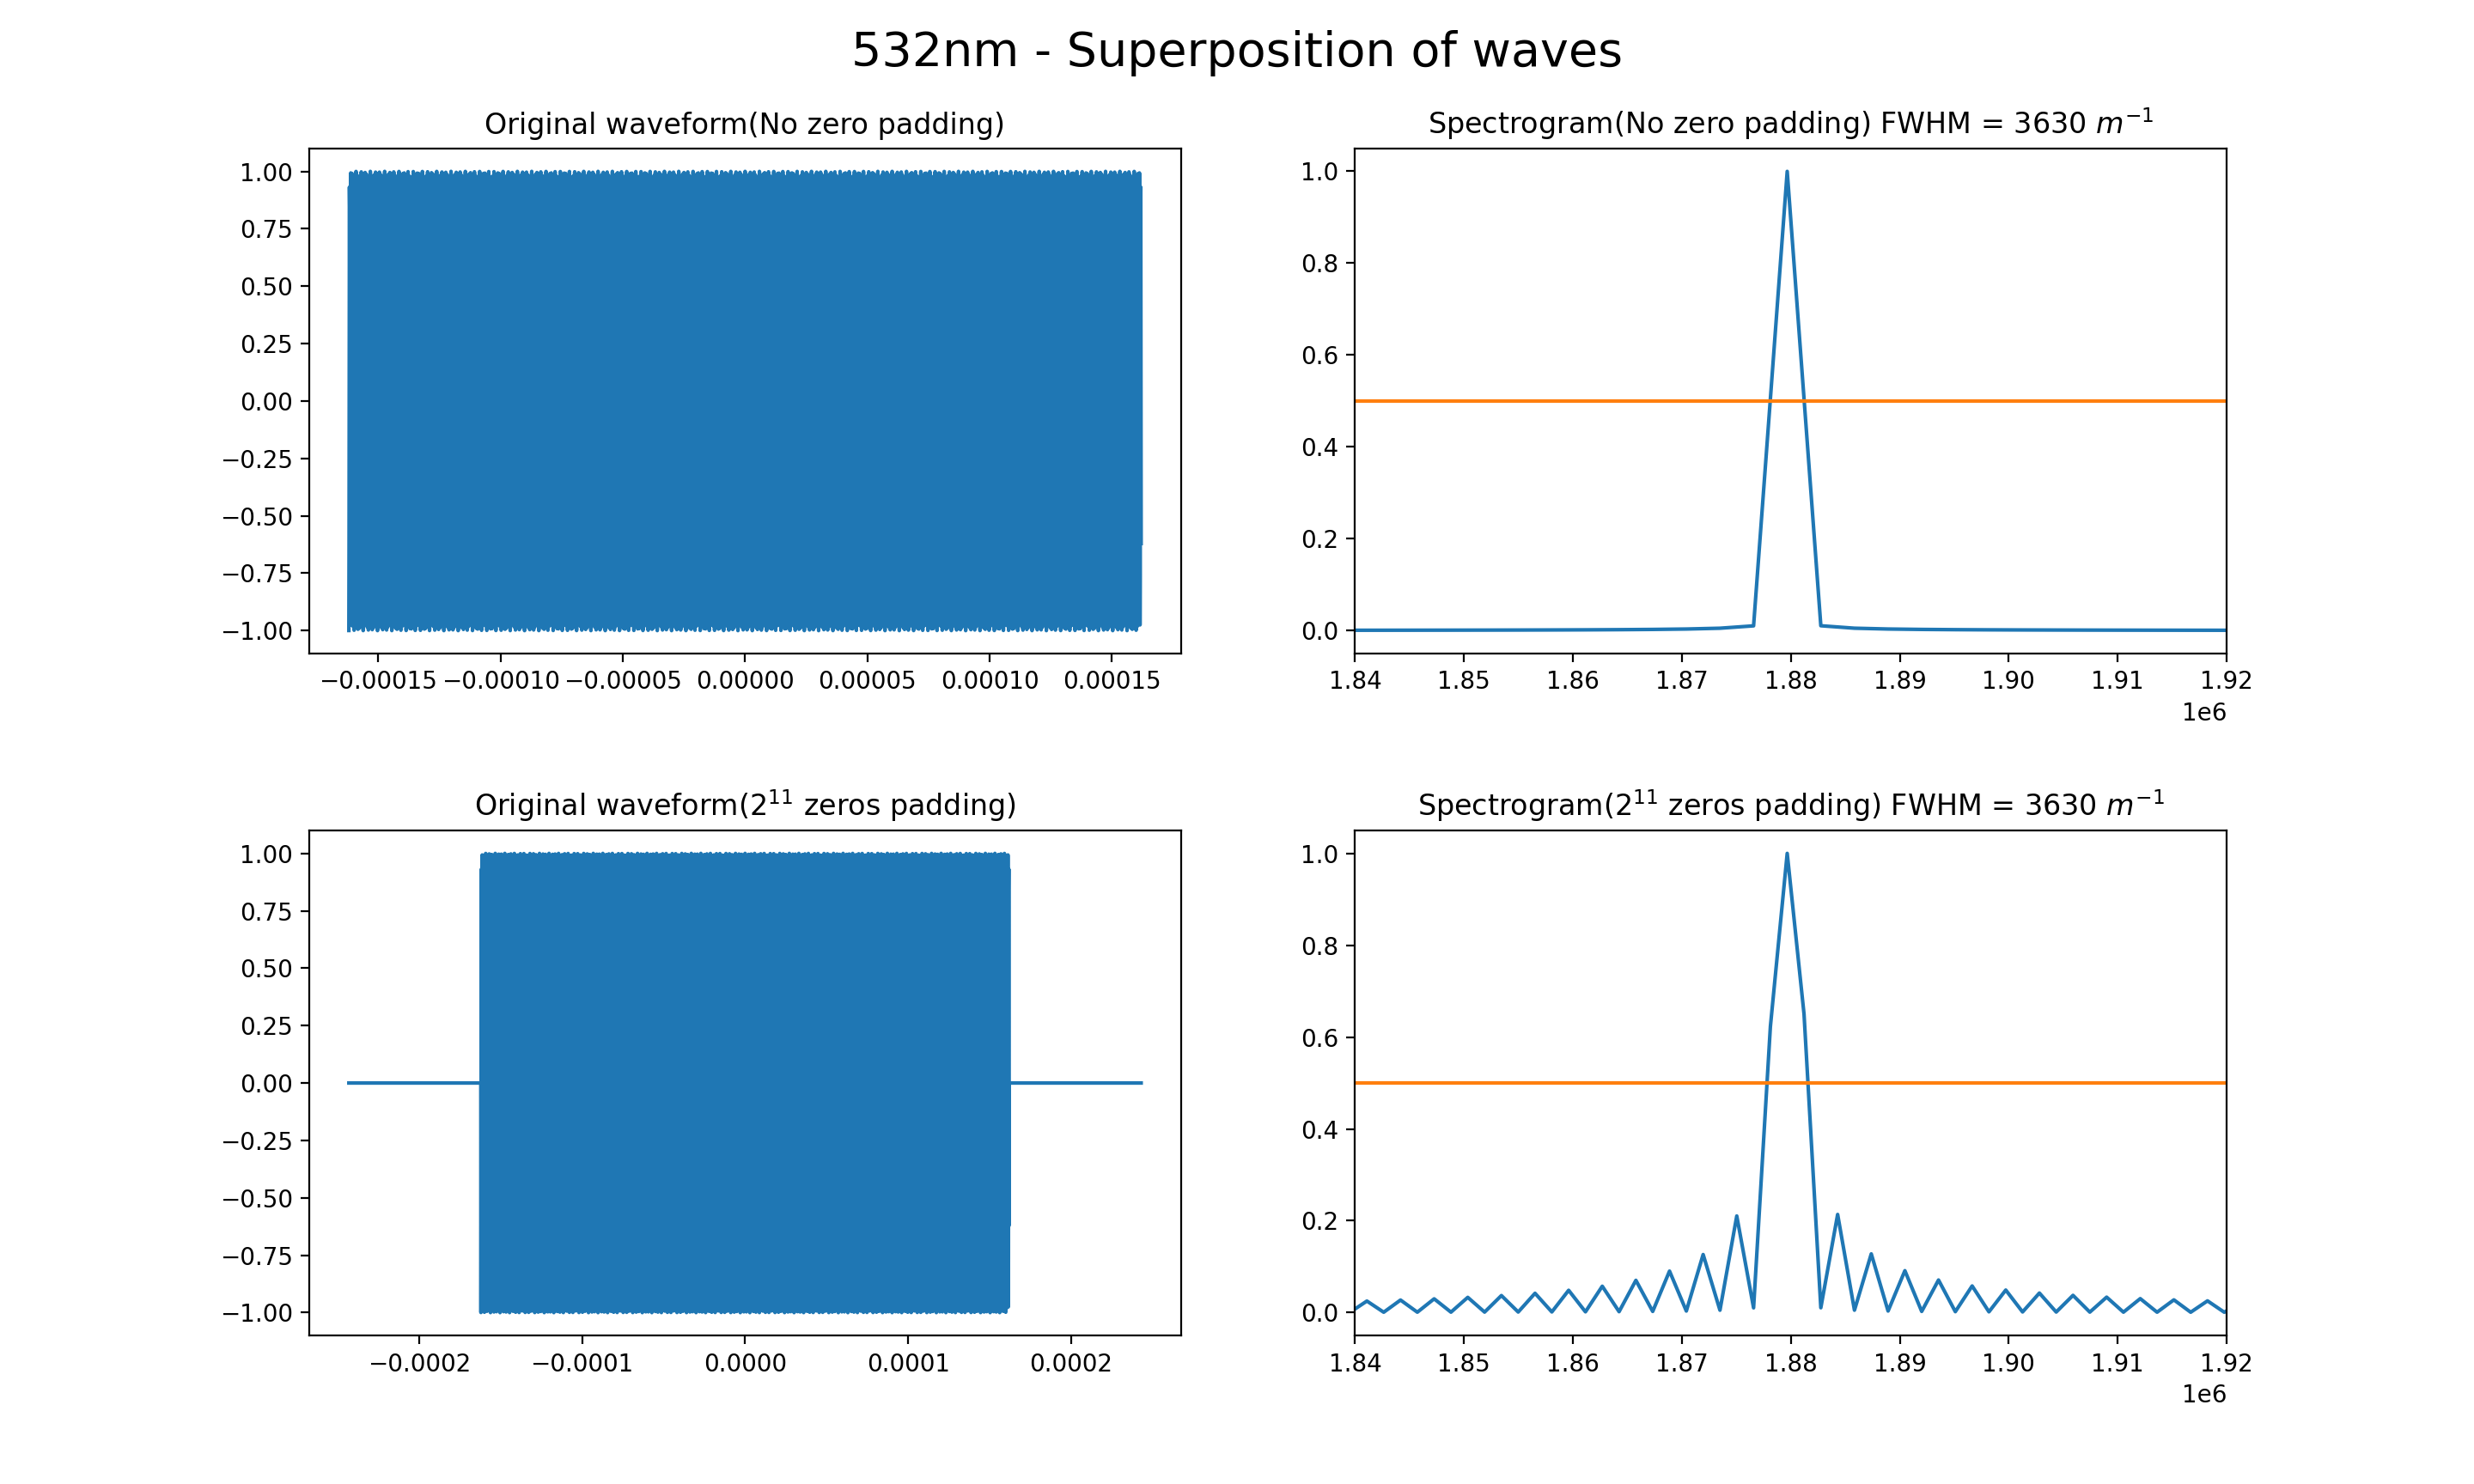 532nm - Superposition of waves
Original waveform(No zero padding)
1.00
0.75
0.50
0.25
0.00
−0.25
−0.50
−0.75
−1.00
−0.00015 −0.00010 −0.00005 0.00000 0.00005 0.00010 0.00015
Spectrogram(No zero padding) FWHM = 3630 m⁻¹
1.0
0.8
0.6
0.4
0.2
0.0
1.84 1.85 1.86 1.87 1.88 1.89 1.90 1.91 1.92
1e6
Original waveform(2¹¹ zeros padding)
1.00
0.75
0.50
0.25
0.00
−0.25
−0.50
−0.75
−1.00
−0.0002 −0.0001 0.0000 0.0001 0.0002
Spectrogram(2¹¹ zeros padding) FWHM = 3630 m⁻¹
1.0
0.8
0.6
0.4
0.2
0.0
1.84 1.85 1.86 1.87 1.88 1.89 1.90 1.91 1.92
1e6